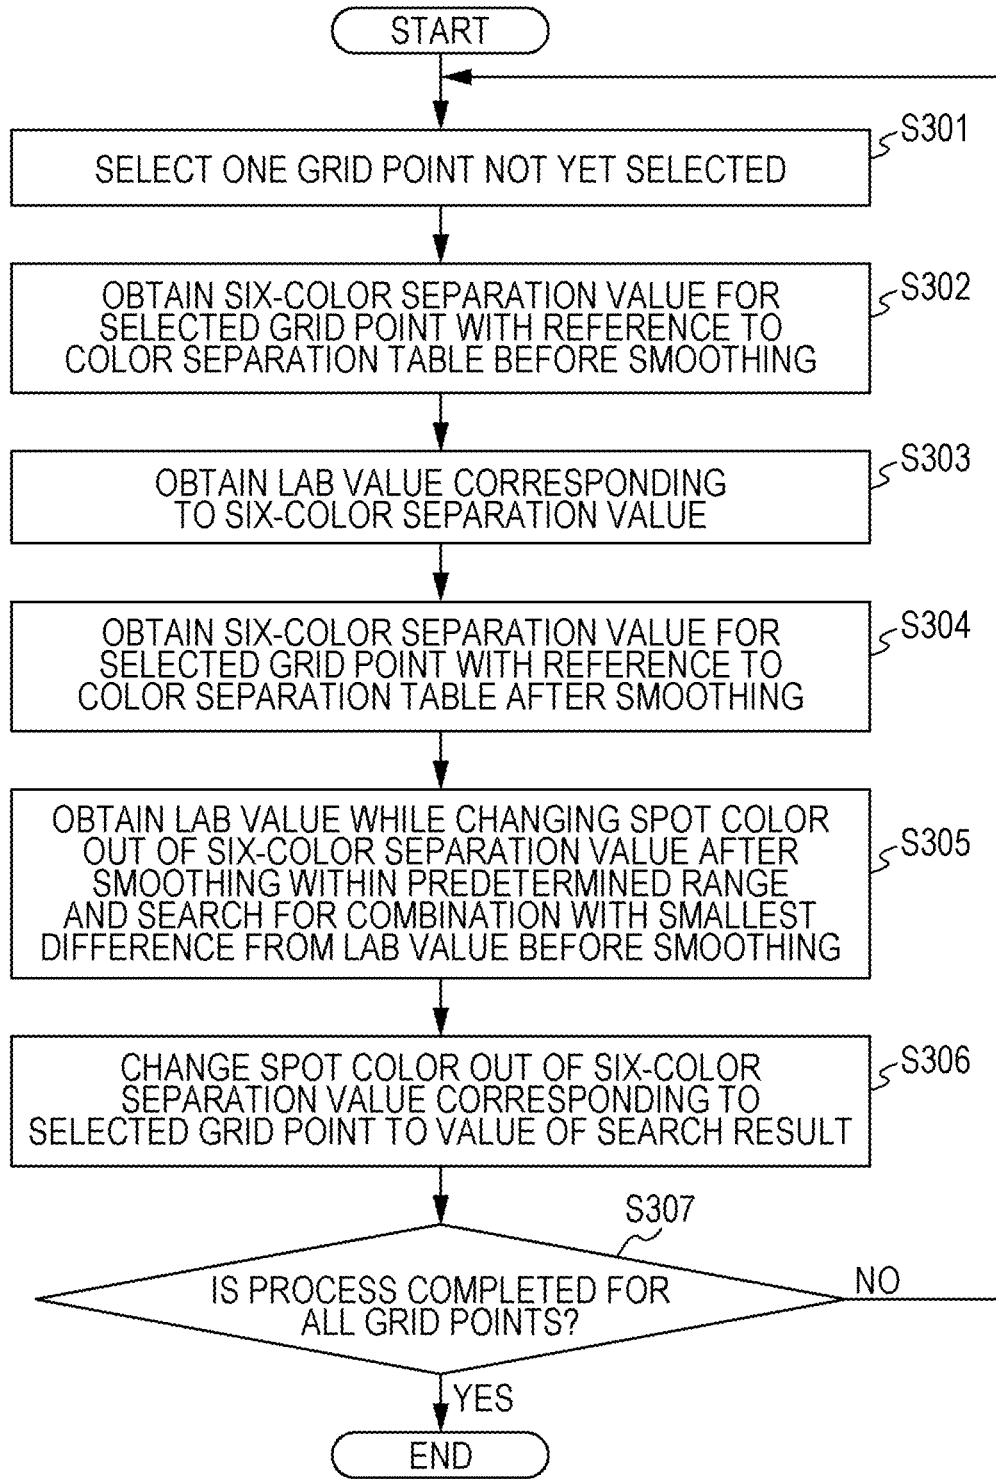 START
S301
SELECT ONE GRID POINT NOT YET SELECTED
S302
OBTAIN SIX-COLOR SEPARATION VALUE FOR
SELECTED GRID POINT WITH REFERENCE TO
COLOR SEPARATION TABLE BEFORE SMOOTHING
S303
OBTAIN LAB VALUE CORRESPONDING
TO SIX-COLOR SEPARATION VALUE
S304
OBTAIN SIX-COLOR SEPARATION VALUE FOR
SELECTED GRID POINT WITH REFERENCE TO
COLOR SEPARATION TABLE AFTER SMOOTHING
S305
OBTAIN LAB VALUE WHILE CHANGING SPOT COLOR
OUT OF SIX-COLOR SEPARATION VALUE AFTER
SMOOTHING WITHIN PREDETERMINED RANGE
AND SEARCH FOR COMBINATION WITH SMALLEST
DIFFERENCE FROM LAB VALUE BEFORE SMOOTHING
S306
CHANGE SPOT COLOR OUT OF SIX-COLOR
SEPARATION VALUE CORRESPONDING TO
SELECTED GRID POINT TO VALUE OF SEARCH RESULT
S307
IS PROCESS COMPLETED FOR
ALL GRID POINTS?
NO
YES
END